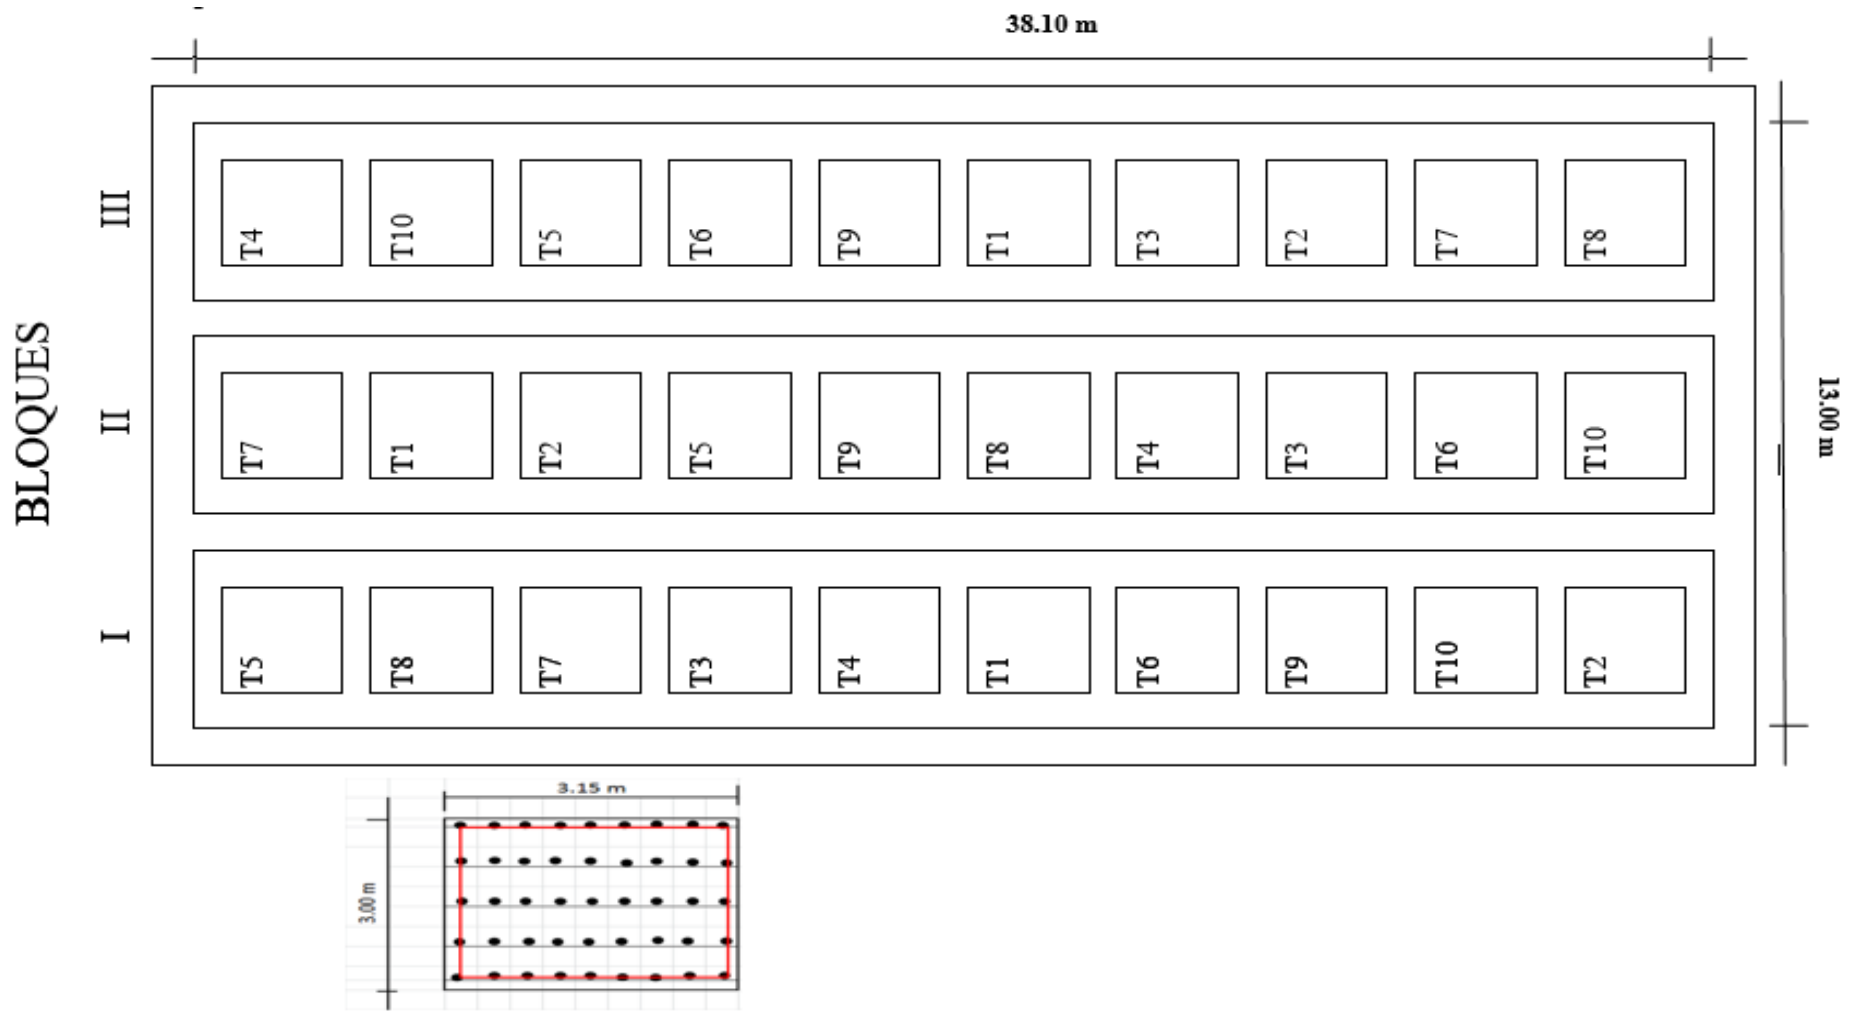 38.10 m
BLOQUES
III
T4 T10 T5 T6 T9 T1 T3 T2 T7 T8
II
T7 T1 T2 T5 T9 T8 T4 T3 T6 T10
13.00 m
I
T5 T8 T7 T3 T4 T1 T6 T9 T10 T2
3.15 m
3.00 m